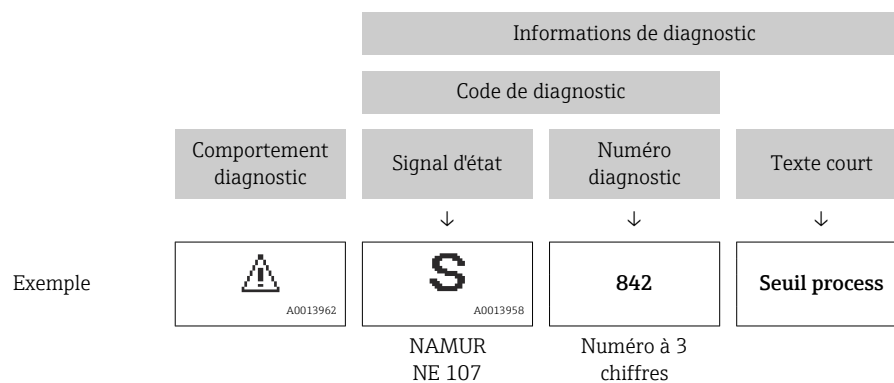 Informations de diagnostic
Code de diagnostic
Comportement
diagnostic
Signal d'état
Numéro
diagnostic
Texte court
↓ ↓ ↓
Exemple
A0013962
S
A0013958
842
Seuil process
NAMUR
NE 107
Numéro à 3
chiffres